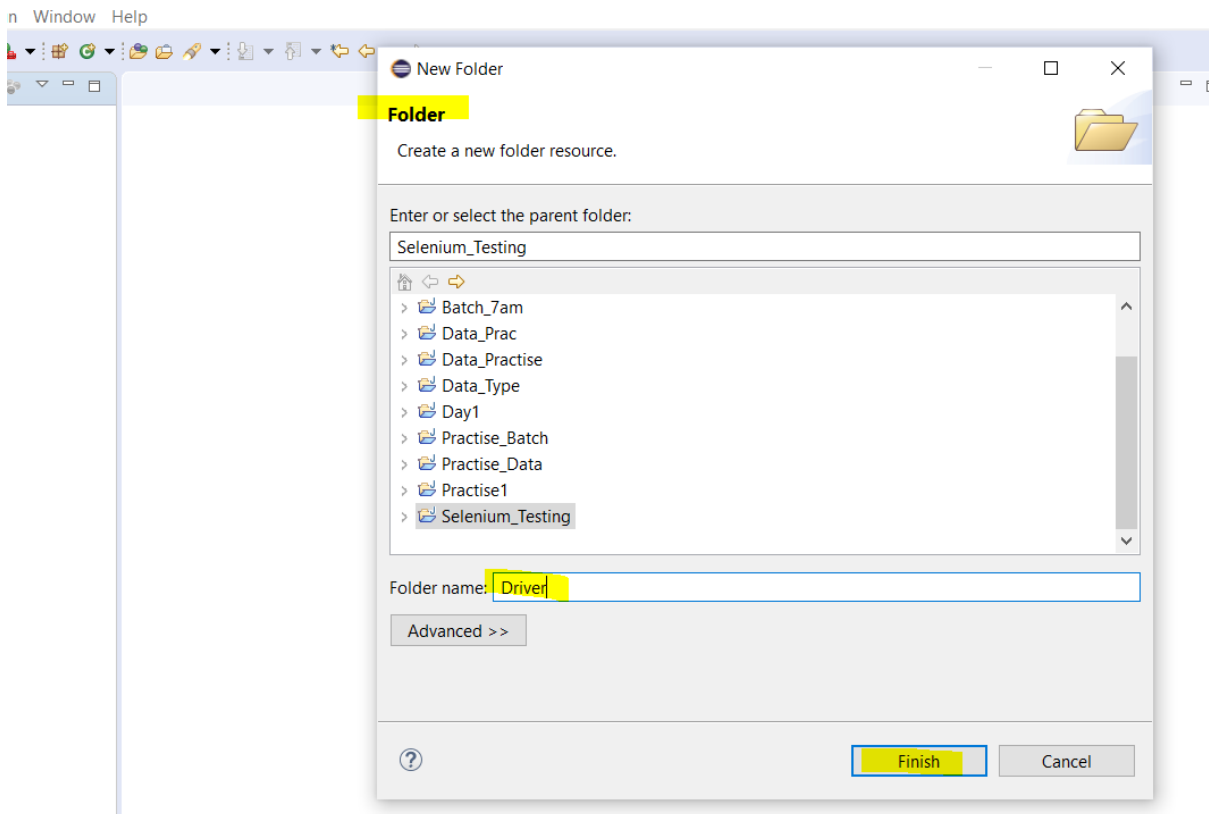 n Window Help
New Folder
Folder
Create a new folder resource.
Enter or select the parent folder:
Selenium_Testing
Batch_7am
Data_Prac
Data_Practise
Data_Type
Day1
Practise_Batch
Practise_Data
Practise1
Selenium_Testing
Folder name: Driver
Advanced >>
Finish Cancel